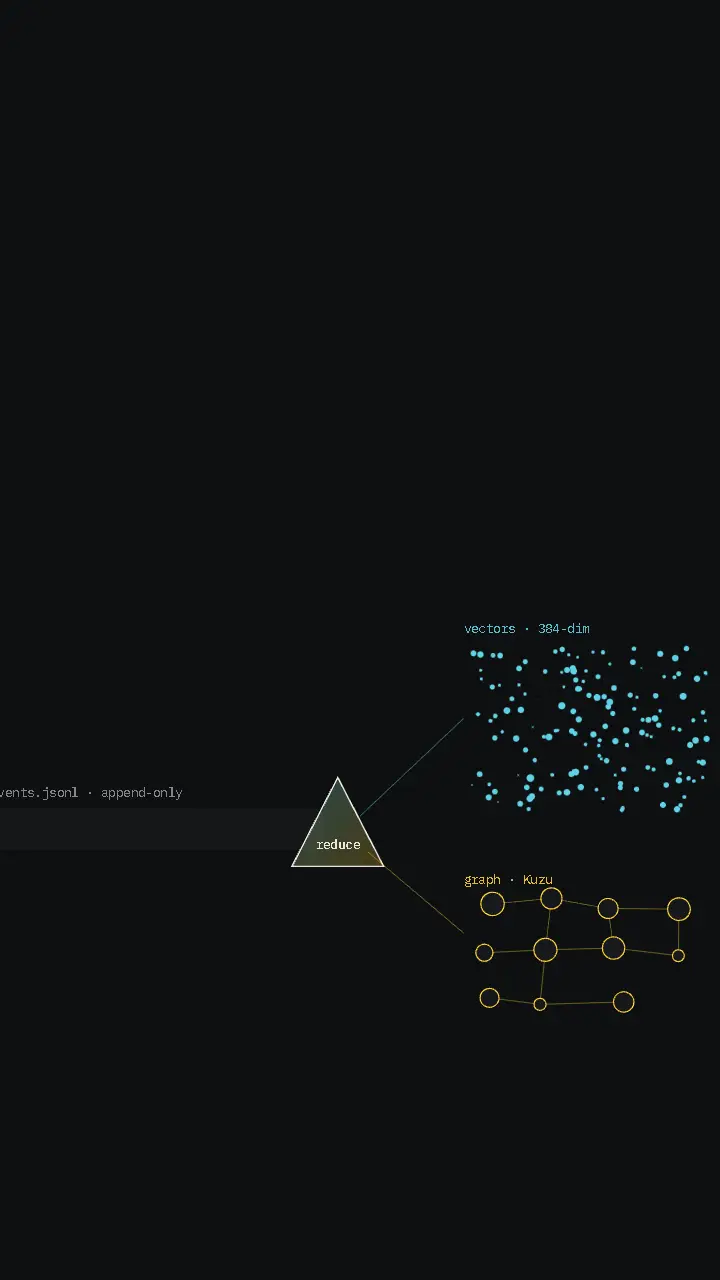 vectors · 384-dim
vents.jsonl · append-only
reduce
graph · Kuzu